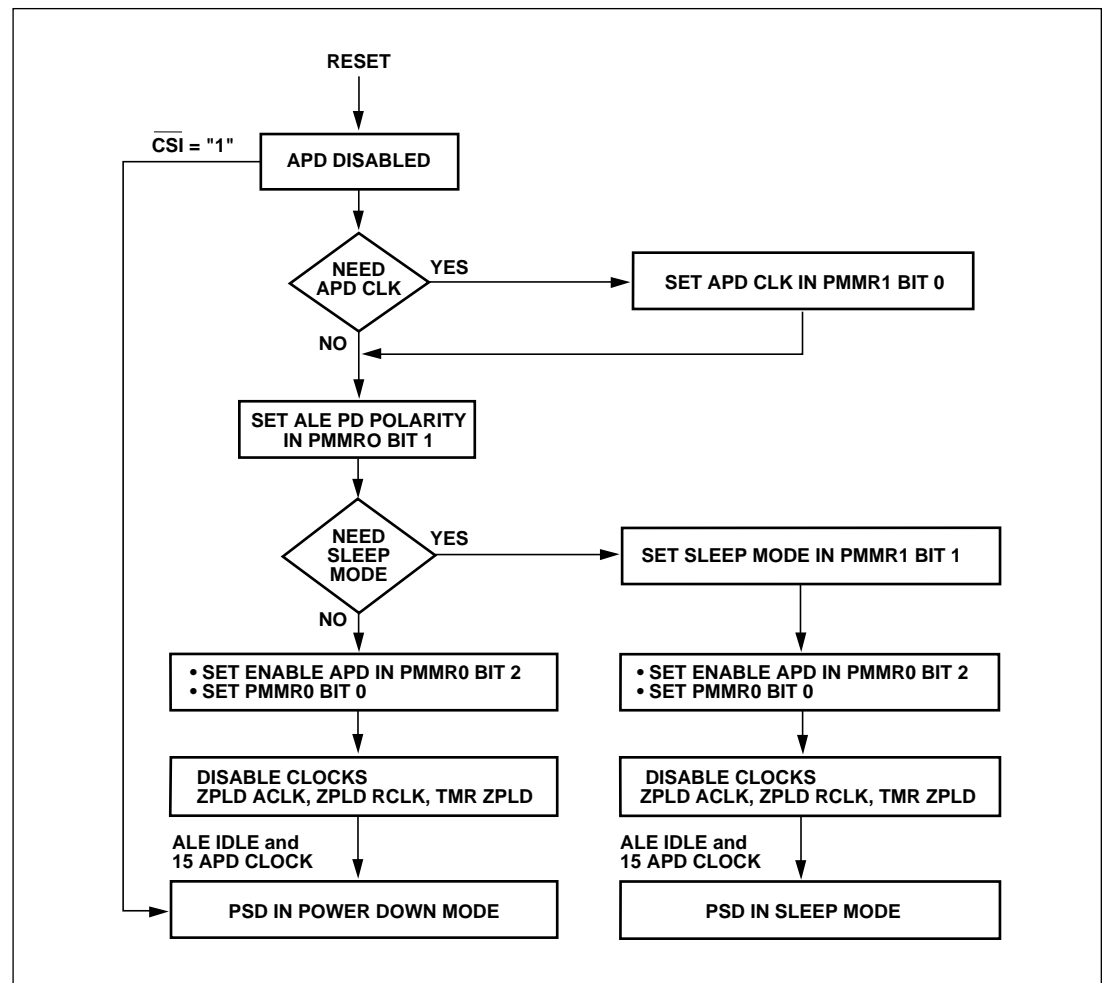 RESET
CSI = "1"
APD DISABLED
NEED
APD CLK
YES
SET APD CLK IN PMMR1 BIT 0
NO
SET ALE PD POLARITY
IN PMMRO BIT 1
NEED
SLEEP
MODE
YES
SET SLEEP MODE IN PMMR1 BIT 1
NO
• SET ENABLE APD IN PMMR0 BIT 2
• SET PMMR0 BIT 0
• SET ENABLE APD IN PMMR0 BIT 2
• SET PMMR0 BIT 0
DISABLE CLOCKS
ZPLD ACLK, ZPLD RCLK, TMR ZPLD
DISABLE CLOCKS
ZPLD ACLK, ZPLD RCLK, TMR ZPLD
ALE IDLE and
15 APD CLOCK
ALE IDLE and
15 APD CLOCK
PSD IN POWER DOWN MODE
PSD IN SLEEP MODE